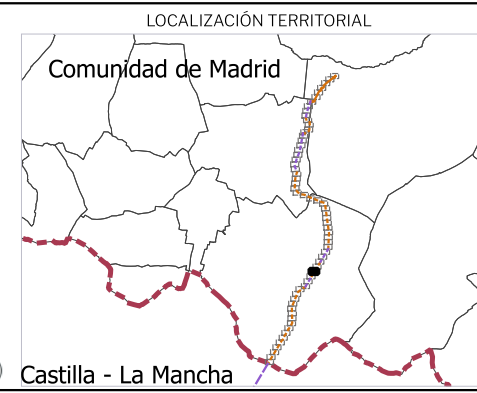 LOCALIZACIÓN TERRITORIAL
Comunidad de Madrid
Castilla - La Mancha